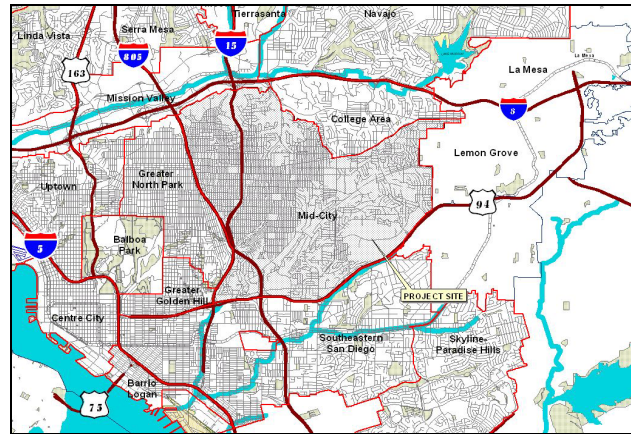 Tierrasanta
Navajo
Linda Vista
Serra Mesa
805
15
163
La Mesa
Mission Valley
8
College Area
Lemon Grove
Uptown
Greater
North Park
94
Mid-City
Balboa
Park
5
PROJECT SITE
Greater
Golden Hill
Centre City
Southeastern
San Diego
Skyline-
Paradise Hills
Barrio
Logan
75